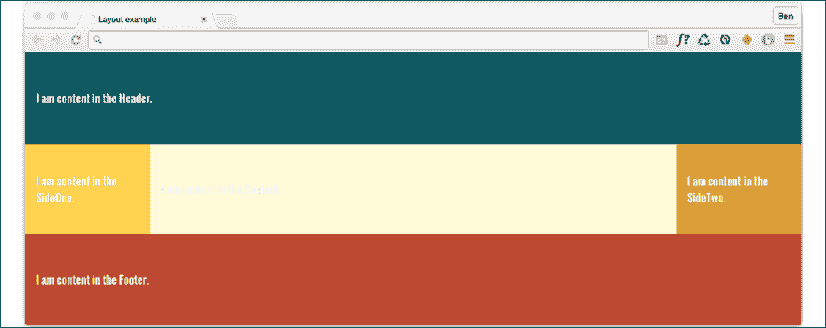 Layout example
Ben
I am content in the Header.
I am content in the
SideOne.
I am content in the
SideTwo
I am content in the Footer.